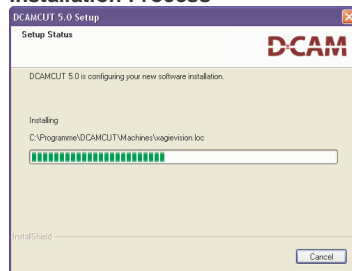 Installation Process
DCAMCUT 5.0 Setup
Setup Status
D-CAM
DCAMCUT 5.0 is configuring your new software installation.
Installing
C:\Programme\DCAMCUT\Machines\xagievision.loc
InstallShield
Cancel